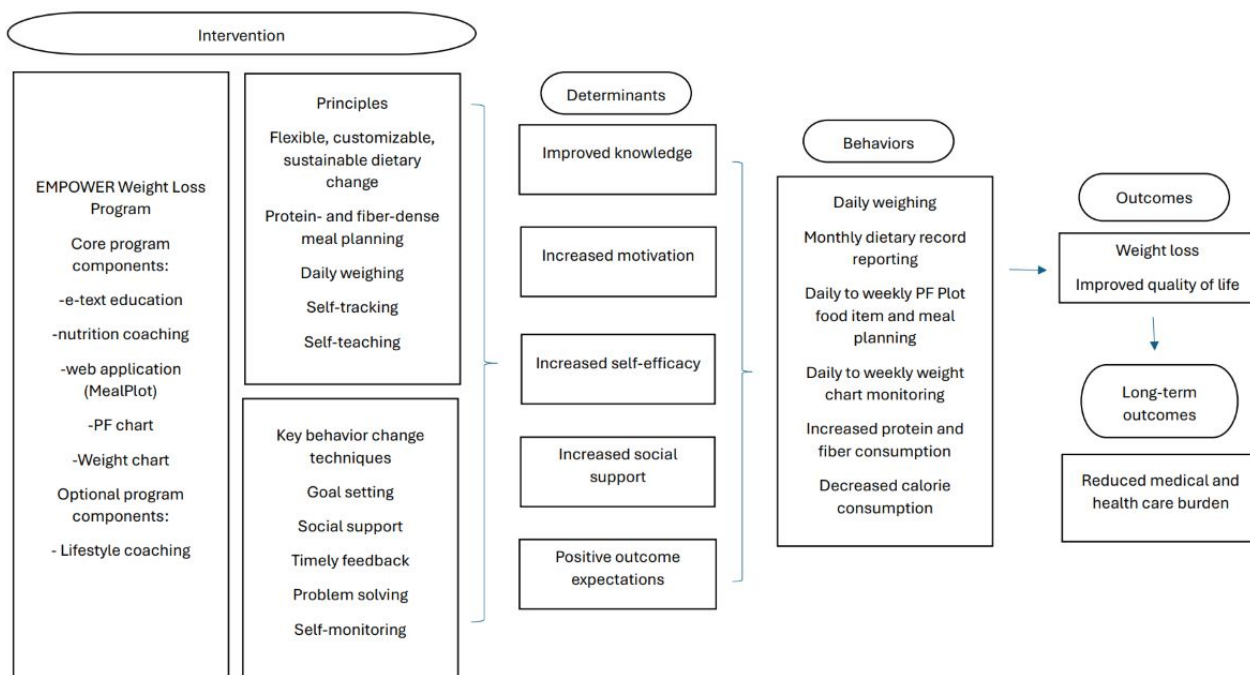 Intervention
EMPOWER Weight Loss
Program
Core program
components:
-e-text education
-nutrition coaching
-web application
(MealPlot)
-PF chart
-Weight chart
Optional program
components:
- Lifestyle coaching
Principles
Flexible, customizable,
sustainable dietary
change
Protein- and fiber-dense
meal planning
Daily weighing
Self-tracking
Self-teaching
Key behavior change
techniques
Goal setting
Social support
Timely feedback
Problem solving
Self-monitoring
Determinants
Improved knowledge
Increased motivation
Increased self-efficacy
Increased social
support
Positive outcome
expectations
Behaviors
Daily weighing
Monthly dietary record
reporting
Daily to weekly PF Plot
food item and meal
planning
Daily to weekly weight
chart monitoring
Increased protein and
fiber consumption
Decreased calorie
consumption
Outcomes
Weight loss
Improved quality of life
Long-term
outcomes
Reduced medical and
health care burden